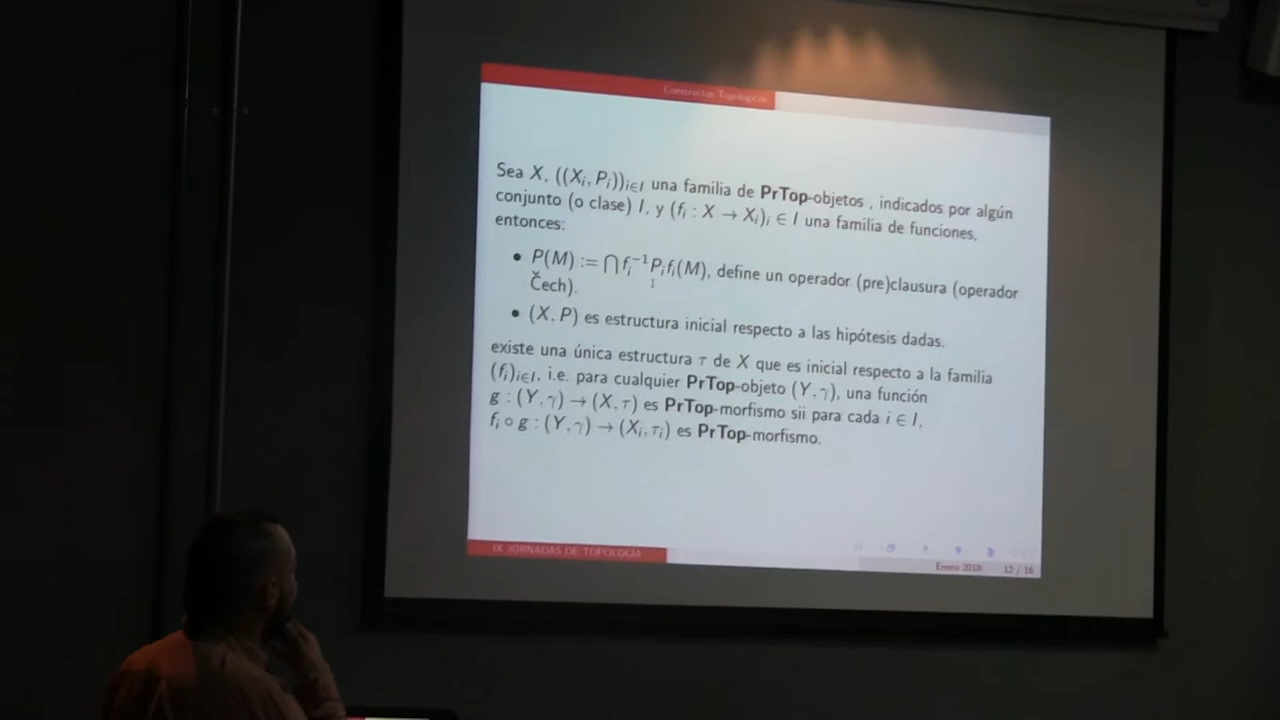 Constructos Topológicos
Sea X, ((X_i, P_i))_{i∈I} una familia de PrTop-objetos , indicados por algún
conjunto (o clase) I, y (f_i : X → X_i)_i ∈ I una familia de funciones,
entonces:
• P(M) := ⋂ f_i^{-1} P_i f_i(M), define un operador (pre)clausura (operador
Čech).
• (X, P) es estructura inicial respecto a las hipótesis dadas.
existe una única estructura τ de X que es inicial respecto a la familia
(f_i)_{i∈I}, i.e. para cualquier PrTop-objeto (Y, γ), una función
g : (Y, γ) → (X, τ) es PrTop-morfismo sii para cada i ∈ I,
f_i ∘ g : (Y, γ) → (X_i, τ_i) es PrTop-morfismo.
IX JORNADAS DE TOPOLOGÍA
Enero 2018 12 / 16